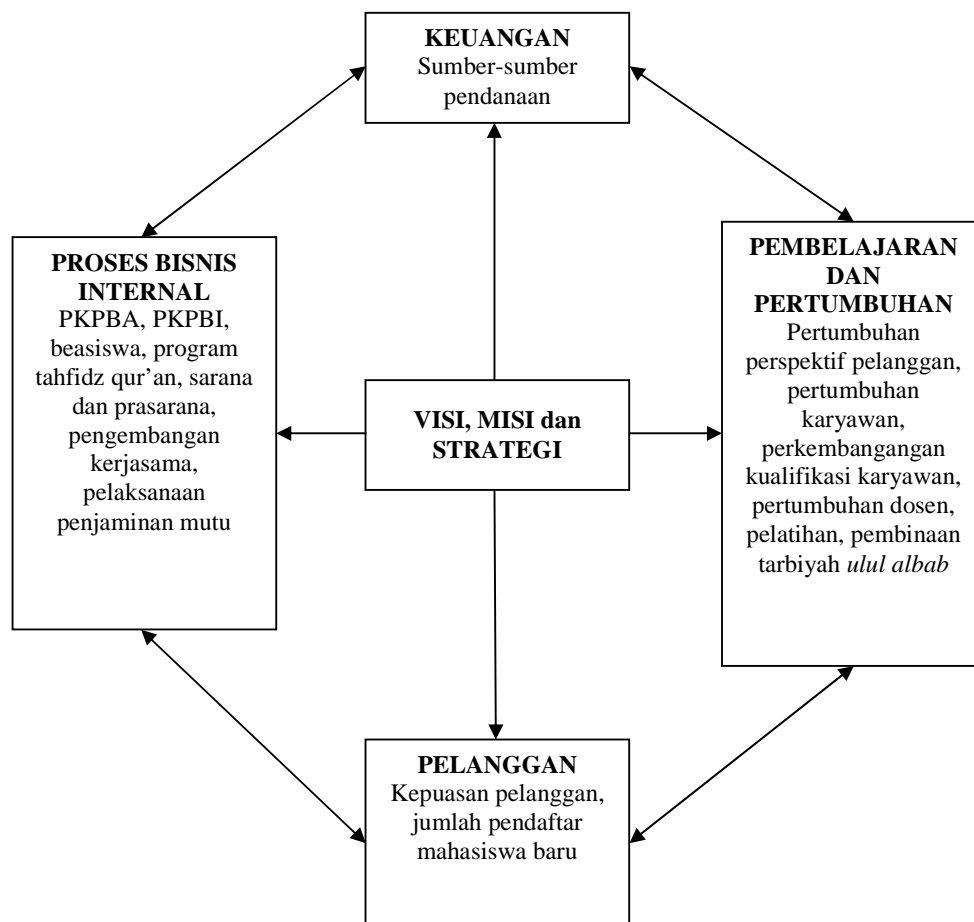 KEUANGAN
Sumber-sumber
pendanaan
PROSES BISNIS
INTERNAL
PKPBA, PKPBI,
beasiswa, program
tahfidz qur’an, sarana
dan prasarana,
pengembangan
kerjasama,
pelaksanaan
penjaminan mutu
VISI, MISI dan
STRATEGI
PEMBELAJARAN
DAN
PERTUMBUHAN
Pertumbuhan
perspektif pelanggan,
pertumbuhan
karyawan,
perkembangangan
kualifikasi karyawan,
pertumbuhan dosen,
pelatihan, pembinaan
tarbiyah ulul albab
PELANGGAN
Kepuasan pelanggan,
jumlah pendaftar
mahasiswa baru